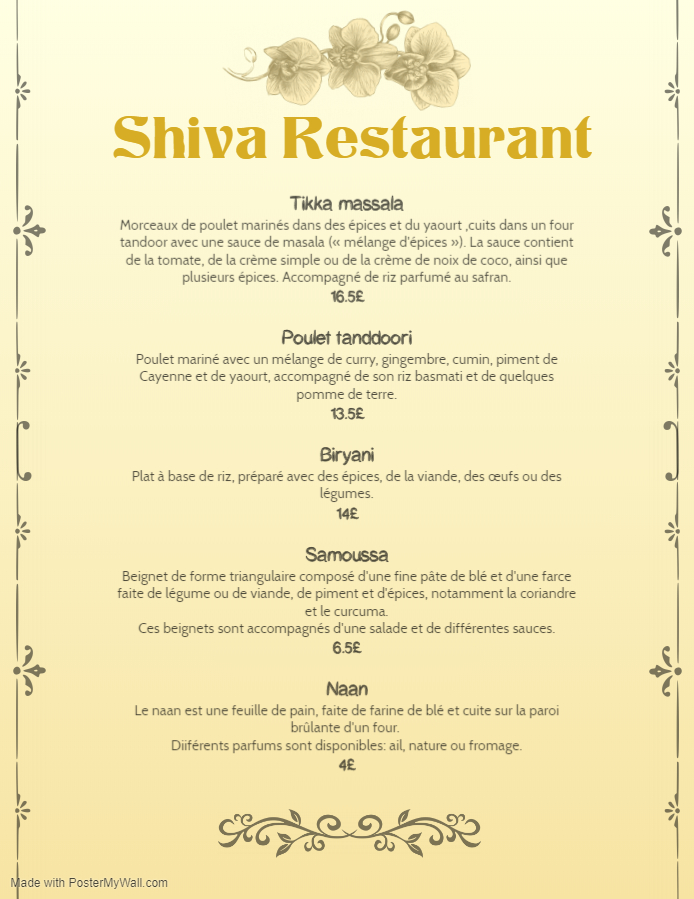 Shiva Restaurant
Tikka massala
Morceaux de poulet marinés dans des épices et du yaourt ,cuits dans un four
tandoor avec une sauce de masala (« mélange d'épices »). La sauce contient
de la tomate, de la crème simple ou de la crème de noix de coco, ainsi que
plusieurs épices. Accompagné de riz parfumé au safran.
16.5£
Poulet tanddoori
Poulet mariné avec un mélange de curry, gingembre, cumin, piment de
Cayenne et de yaourt, accompagné de son riz basmati et de quelques
pomme de terre.
13.5£
Biryani
Plat à base de riz, préparé avec des épices, de la viande, des œufs ou des
légumes.
14£
Samoussa
Beignet de forme triangulaire composé d'une fine pâte de blé et d'une farce
faite de légume ou de viande, de piment et d'épices, notamment la coriandre
et le curcuma.
Ces beignets sont accompagnés d'une salade et de différentes sauces.
6.5£
Naan
Le naan est une feuille de pain, faite de farine de blé et cuite sur la paroi
brûlante d'un four.
Diiférents parfums sont disponibles: ail, nature ou fromage.
4£
Made with PosterMyWall.com